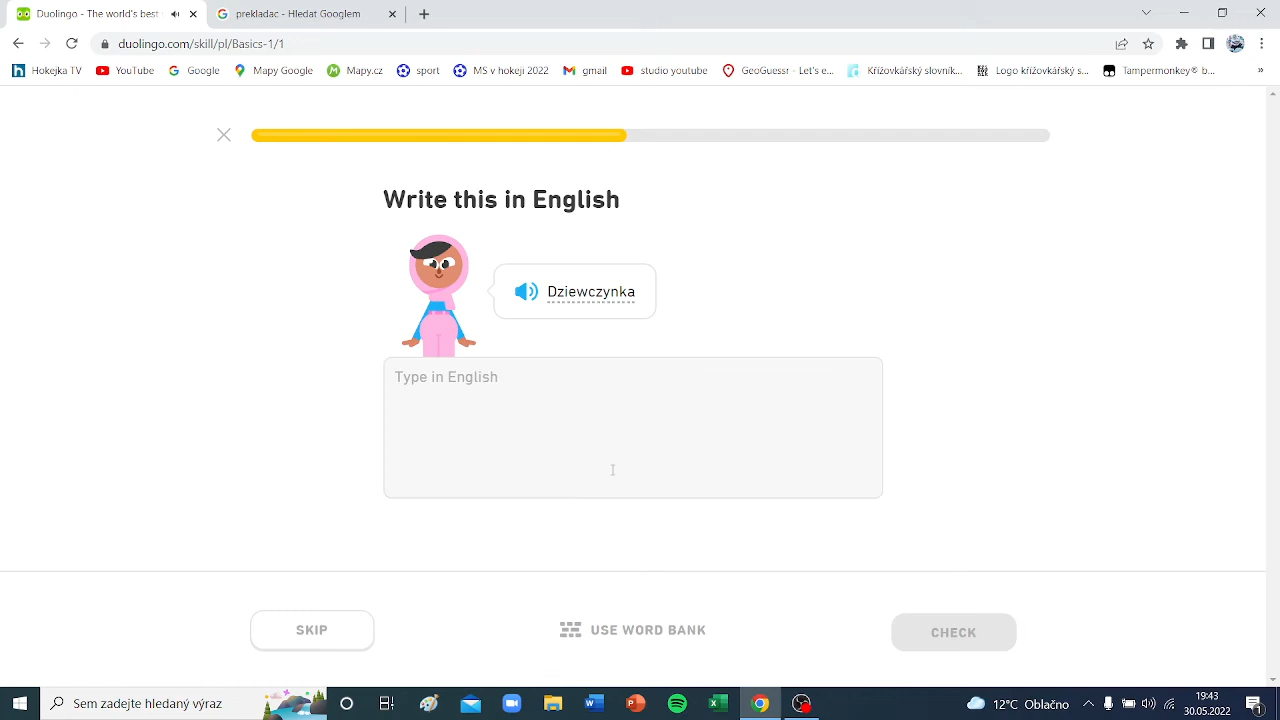 Duolingo - The world's best
prekladac - Hledat Googlem
duolingo.com/skill/pl/Basics-1/1
Hokejka TV YouTube Google Mapy Google Mapy.cz sport MS v hokeji 2022 gmail studio youtube GeoGuessr - Let's e... Křížovkářský slovník... Logo křížovkářský s... Tampermonkey® b... »
Write this in English
Dziewczynka
Type in English
SKIP
USE WORD BANK
CHECK
Sem zadejte hledaný výraz
12°C Oblačno
19:43
30.05.2022